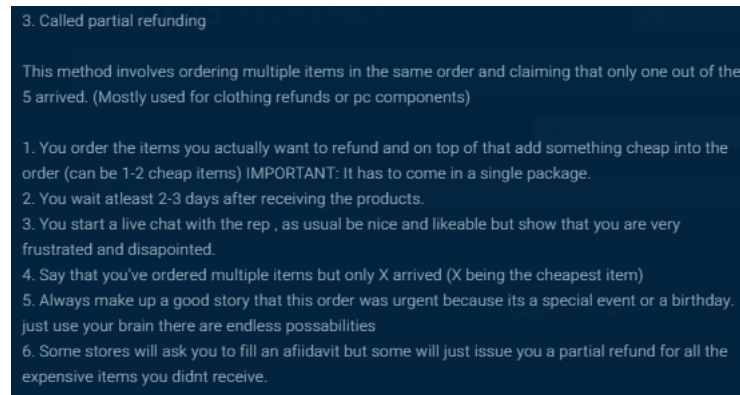 3. Called partial refunding
This method involves ordering multiple items in the same order and claiming that only one out of the
5 arrived. (Mostly used for clothing refunds or pc components)
1. You order the items you actually want to refund and on top of that add something cheap into the
order (can be 1-2 cheap items) IMPORTANT: It has to come in a single package.
2. You wait atleast 2-3 days after receiving the products.
3. You start a live chat with the rep , as usual be nice and likeable but show that you are very
frustrated and disapointed.
4. Say that you've ordered multiple items but only X arrived (X being the cheapest item)
5. Always make up a good story that this order was urgent because its a special event or a birthday.
just use your brain there are endless possabilities
6. Some stores will ask you to fill an afiidavit but some will just issue you a partial refund for all the
expensive items you didnt receive.